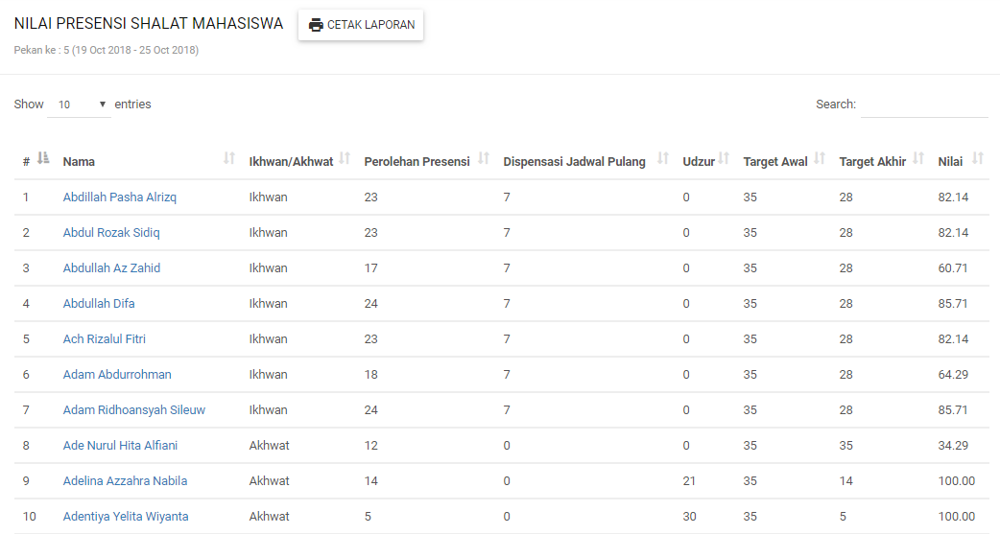 NILAI PRESENSI SHALAT MAHASISWA CETAK LAPORAN
Pekan ke : 5 (19 Oct 2018 - 25 Oct 2018)
Show 10 entries Search:
# Nama Ikhwan/Akhwat Perolehan Presensi Dispensasi Jadwal Pulang Udzur Target Awal Target Akhir Nilai
1 Abdillah Pasha Alrizq Ikhwan 23 7 0 35 28 82.14
2 Abdul Rozak Sidiq Ikhwan 23 7 0 35 28 82.14
3 Abdullah Az Zahid Ikhwan 17 7 0 35 28 60.71
4 Abdullah Difa Ikhwan 24 7 0 35 28 85.71
5 Ach Rizalul Fitri Ikhwan 23 7 0 35 28 82.14
6 Adam Abdurrohman Ikhwan 18 7 0 35 28 64.29
7 Adam Ridhoansyah Sileuw Ikhwan 24 7 0 35 28 85.71
8 Ade Nurul Hita Alfiani Akhwat 12 0 0 35 35 34.29
9 Adelina Azzahra Nabila Akhwat 14 0 21 35 14 100.00
10 Adentiya Yelita Wiyanta Akhwat 5 0 30 35 5 100.00